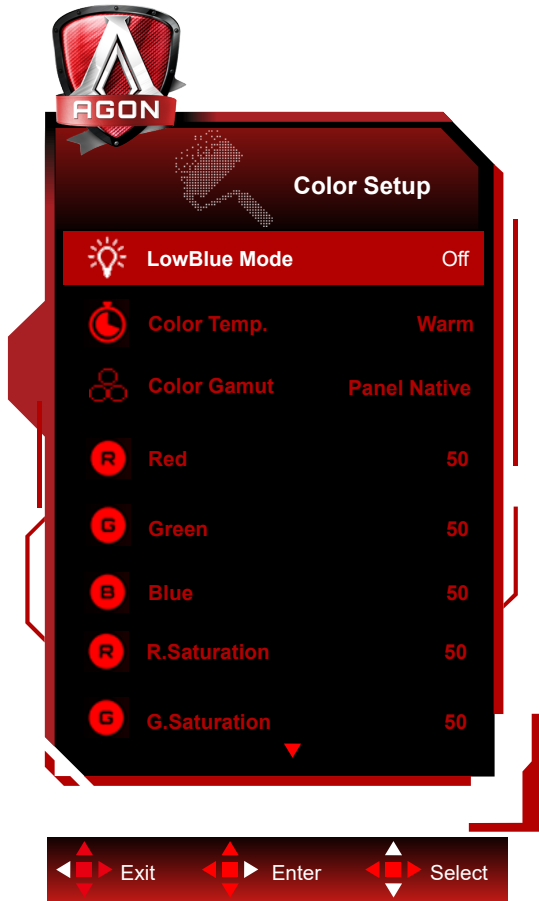 AGON
Color Setup
LowBlue Mode Off
Color Temp. Warm
Color Gamut Panel Native
R Red 50
G Green 50
B Blue 50
R R.Saturation 50
G G.Saturation 50
Exit Enter Select